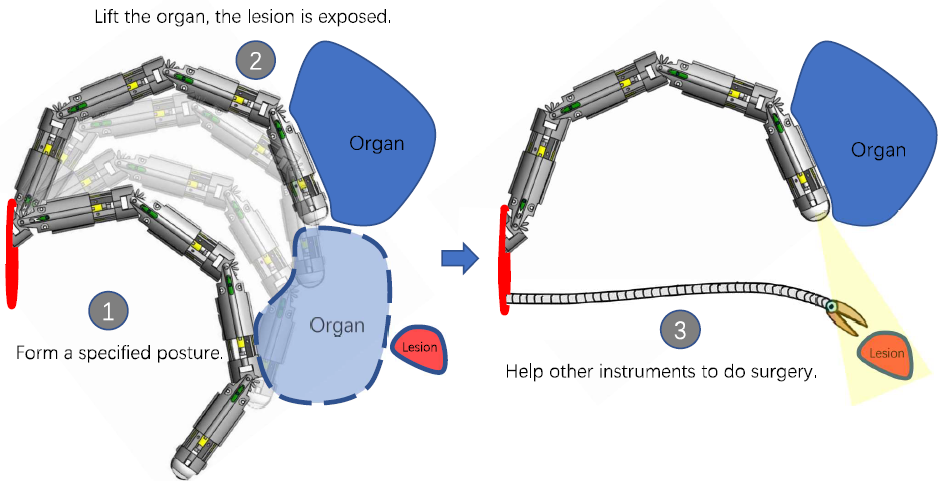 Lift the organ, the lesion is exposed.
2
Organ
Organ
1
Organ
Lesion
Form a specified posture.
3
Lesion
Help other instruments to do surgery.